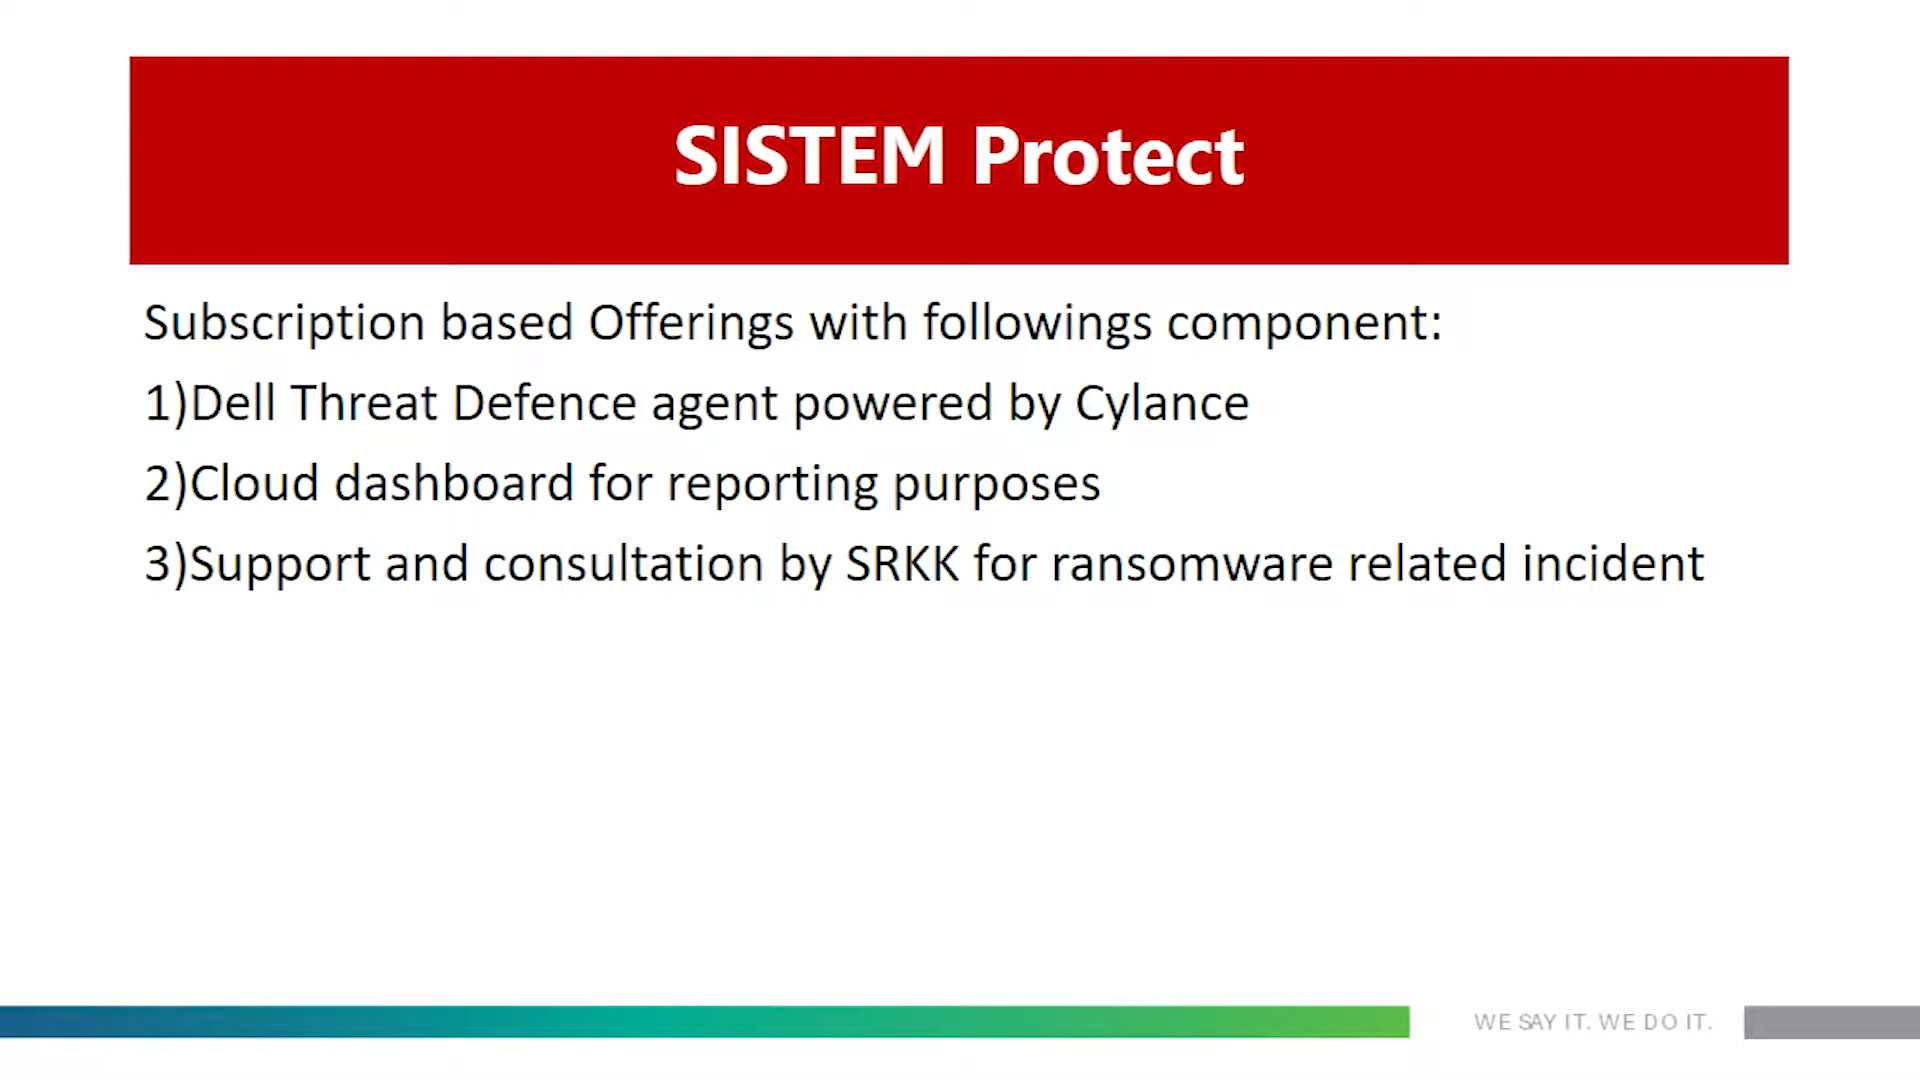 SISTEM Protect
Subscription based Offerings with followings component:
1)Dell Threat Defence agent powered by Cylance
2)Cloud dashboard for reporting purposes
3)Support and consultation by SRKK for ransomware related incident
WE SAY IT. WE DO IT.